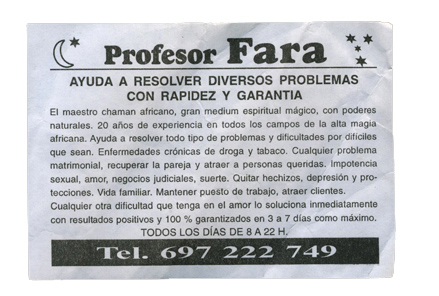 Profesor Fara
AYUDA A RESOLVER DIVERSOS PROBLEMAS
CON RAPIDEZ Y GARANTIA
El maestro chaman africano, gran medium espiritual mágico, con poderes
naturales. 20 años de experiencia en todos los campos de la alta magia
africana. Ayuda a resolver todo tipo de problemas y dificultades por difíciles
que sean. Enfermedades crónicas de droga y tabaco. Cualquier problema
matrimonial, recuperar la pareja y atraer a personas queridas. Impotencia
sexual, amor, negocios judiciales, suerte. Quitar hechizos, depresión y pro-
tecciones. Vida familiar. Mantener puesto de trabajo, atraer clientes.
Cualquier otra dificultad que tenga en el amor lo soluciona inmediatamente
con resultados positivos y 100 % garantizados en 3 a 7 días como máximo.
TODOS LOS DÍAS DE 8 A 22 H.
Tel. 697 222 749